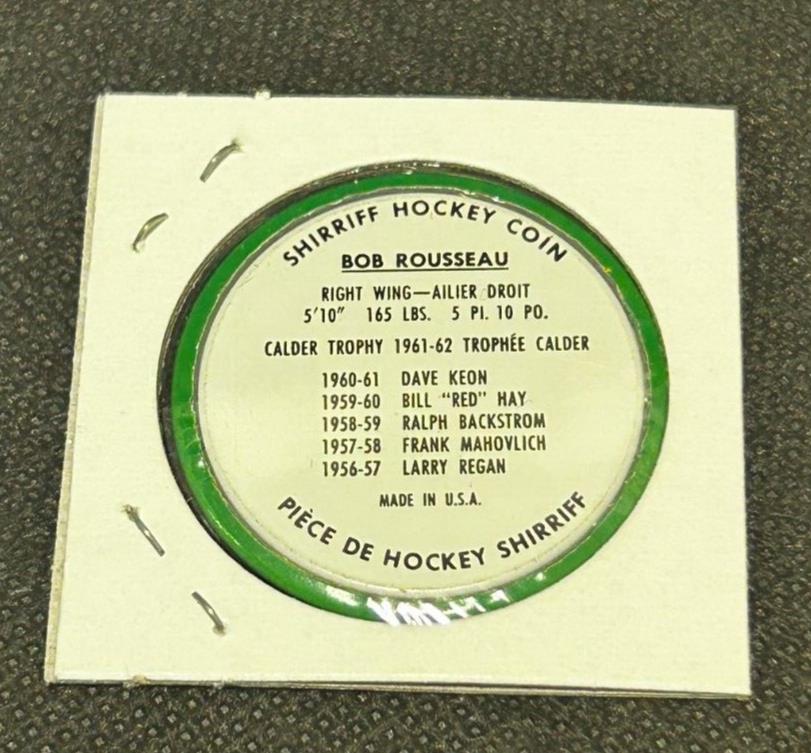 SHIRRIFF HOCKEY COIN
BOB ROUSSEAU
RIGHT WING—AILIER DROIT
5'10" 165 LBS. 5 PI. 10 PO.
CALDER TROPHY 1961-62 TROPHÉE CALDER
1960-61 DAVE KEON
1959-60 BILL "RED" HAY
1958-59 RALPH BACKSTROM
1957-58 FRANK MAHOVLICH
1956-57 LARRY REGAN
MADE IN U.S.A.
PIÈCE DE HOCKEY SHIRRIFF